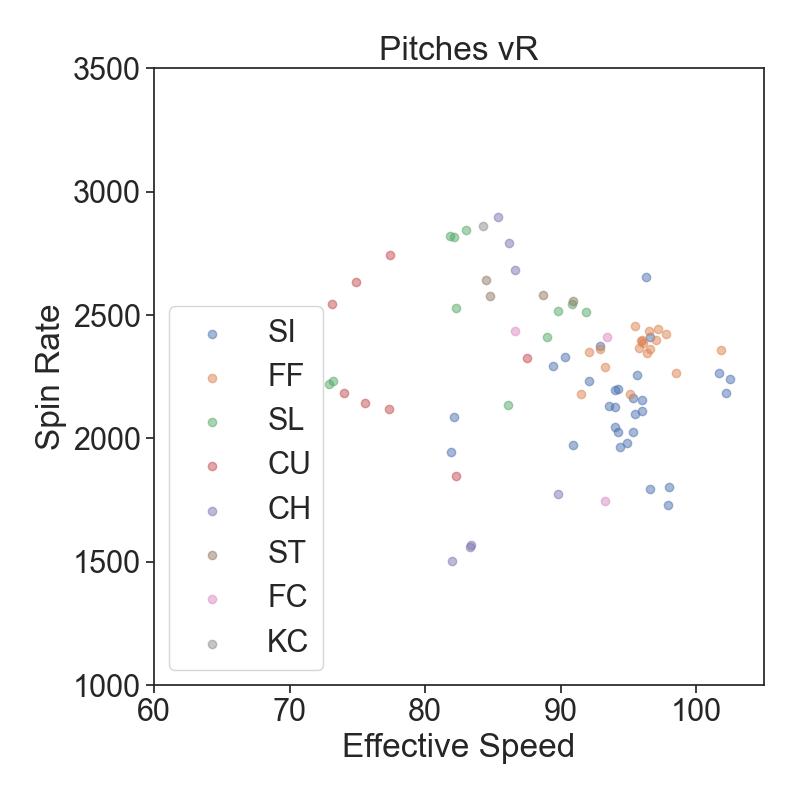 Pitches vR
3500
3000
2500
2000
1500
1000
Spin Rate
SI
FF
SL
CU
CH
ST
FC
KC
60 70 80 90 100
Effective Speed